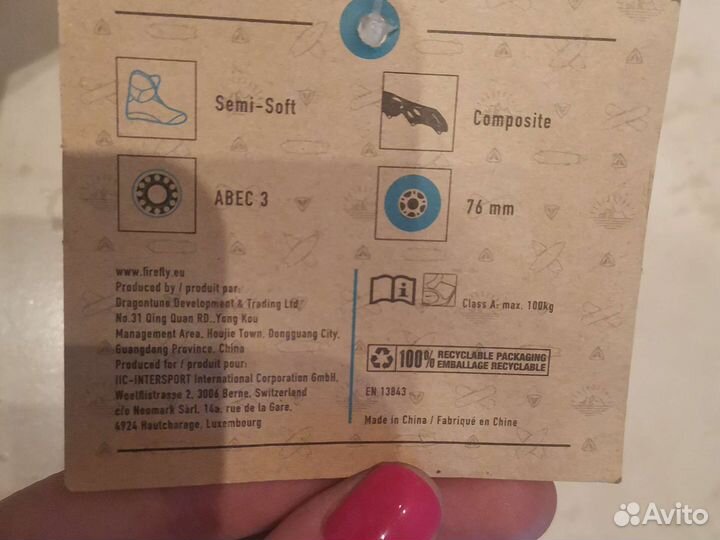 Semi-Soft
Composite
ABEC 3
76 mm
www.firefly.eu
Produced by / produit par:
Dragontune Development & Trading Ltd.
No.31 Qing Quan RD.,Yong Kou
Management Area, Houjie Town, Dongguang City,
Guangdong Province, China
Produced for / produit pour:
IIC-INTERSPORT International Corporation GmbH,
Woelflistrasse 2, 3006 Berne, Switzerland
c/o Neomark Sàrl, 14a, rue de la Gare,
4924 Hautcharage, Luxembourg
Class A: max. 100kg
100% RECYCLABLE PACKAGING
EMBALLAGE RECYCLABLE
EN 13843
Made in China / Fabriqué en Chine
Avito